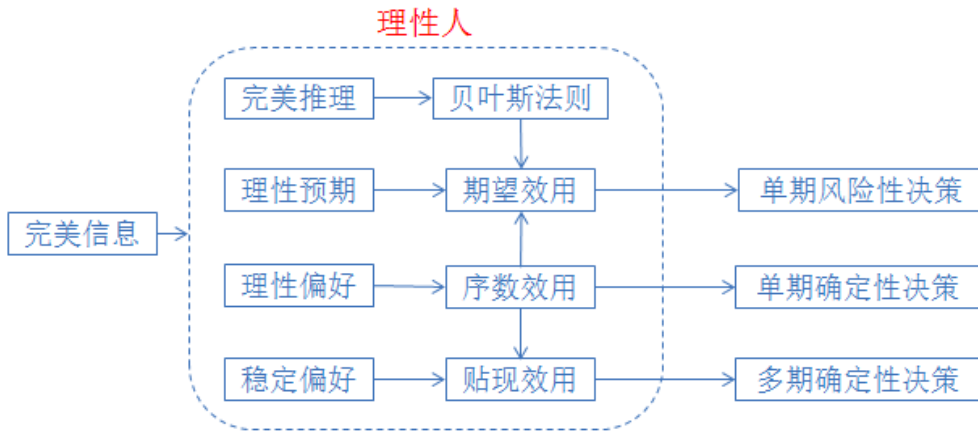 理性人
完美推理
贝叶斯法则
理性预期
期望效用
单期风险性决策
完美信息
理性偏好
序数效用
单期确定性决策
稳定偏好
贴现效用
多期确定性决策